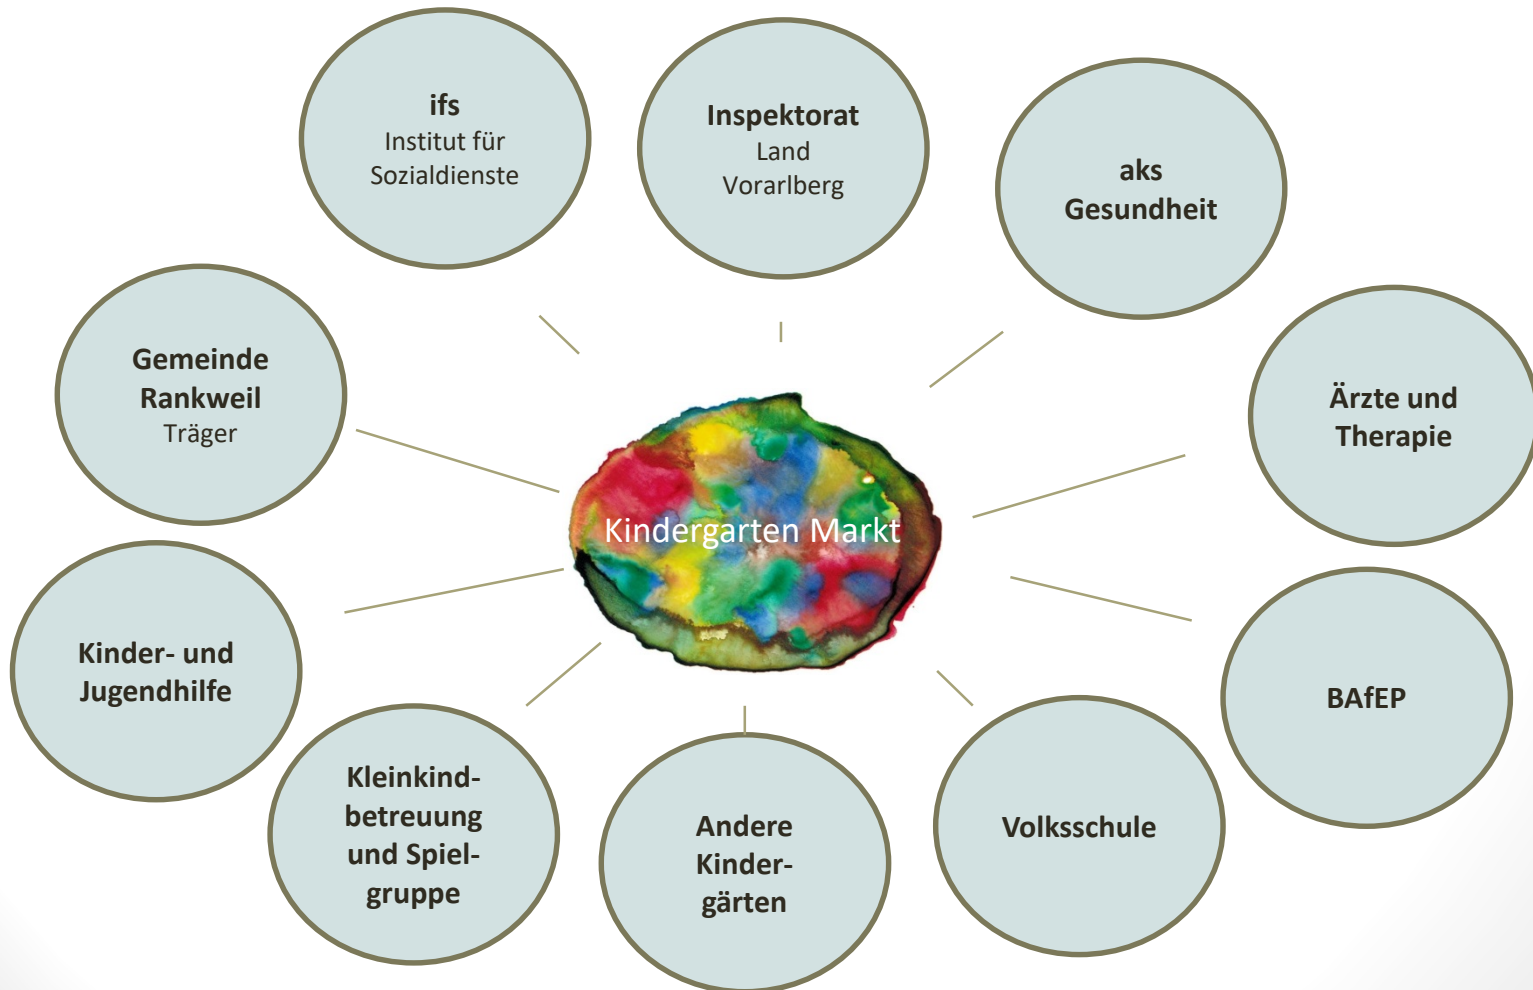 ifs
Institut für
Sozialdienste
Inspektorat
Land
Vorarlberg
aks
Gesundheit
Gemeinde
Rankweil
Träger
Ärzte und
Therapie
Kindergarten Markt
Kinder- und
Jugendhilfe
BAfEP
Kleinkind-
betreuung
und Spiel-
gruppe
Andere
Kinder-
gärten
Volksschule